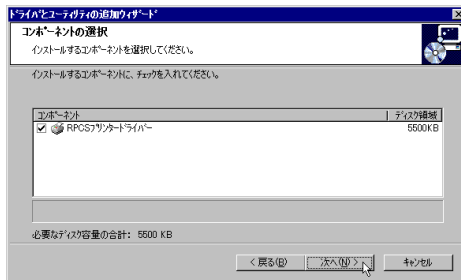 ﾄﾞﾗｲﾊﾞとﾕｰﾃｨﾘﾃｨの追加ｳｨｻﾞｰﾄﾞ
ｺﾝﾎﾟｰﾈﾝﾄの選択
ｲﾝｽﾄｰﾙするｺﾝﾎﾟｰﾈﾝﾄを選択してください。
ｲﾝｽﾄｰﾙするｺﾝﾎﾟｰﾈﾝﾄに、ﾁｪｯｸを入れてください。
ｺﾝﾎﾟｰﾈﾝﾄ ディスク領域
RPCSﾌﾟﾘﾝﾀｰﾄﾞﾗｲﾊﾞｰ 5500KB
必要なﾃﾞｨｽｸ容量の合計： 5500 KB
< 戻る(B) 次へ(N) > ｷｬﾝｾﾙ